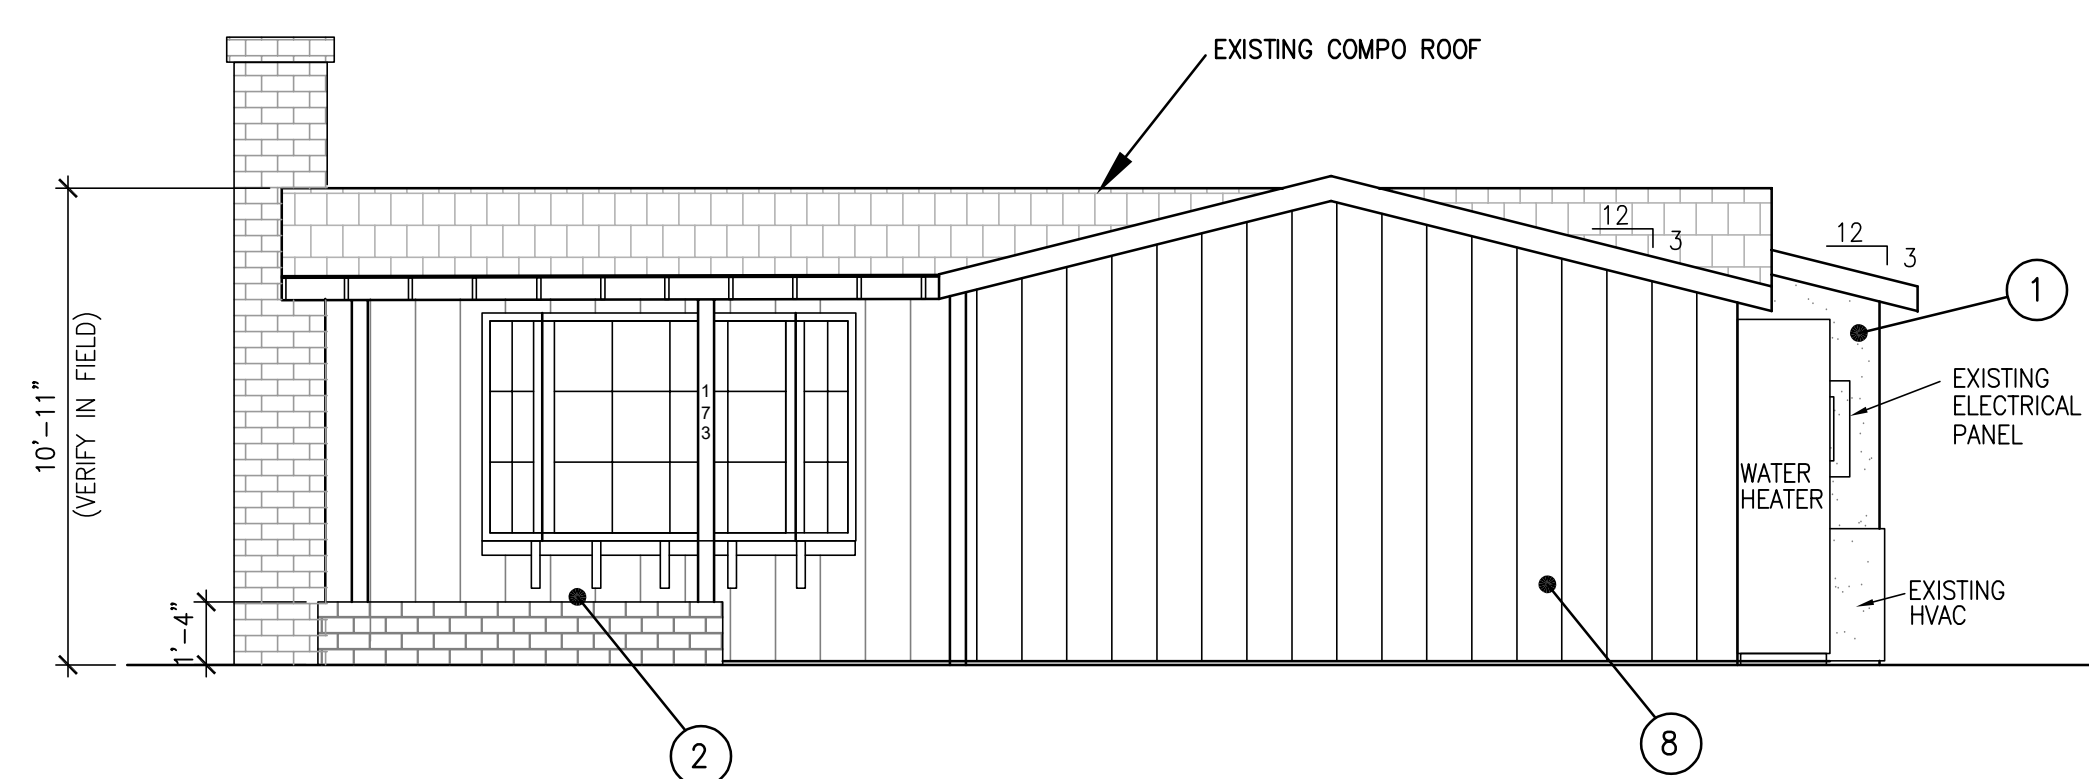 EXISTING COMPO ROOF
12
3
12
3
1
10'-11"
(VERIFY IN FIELD)
EXISTING
ELECTRICAL
PANEL
1
7
3
WATER
HEATER
EXISTING
HVAC
1'-4"
2
8